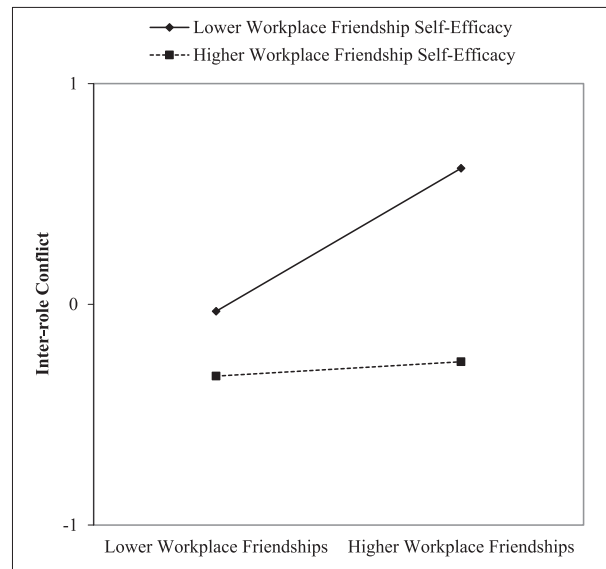 Lower Workplace Friendship Self-Efficacy
Higher Workplace Friendship Self-Efficacy
1
Inter-role Conflict
0
-1
Lower Workplace Friendships
Higher Workplace Friendships